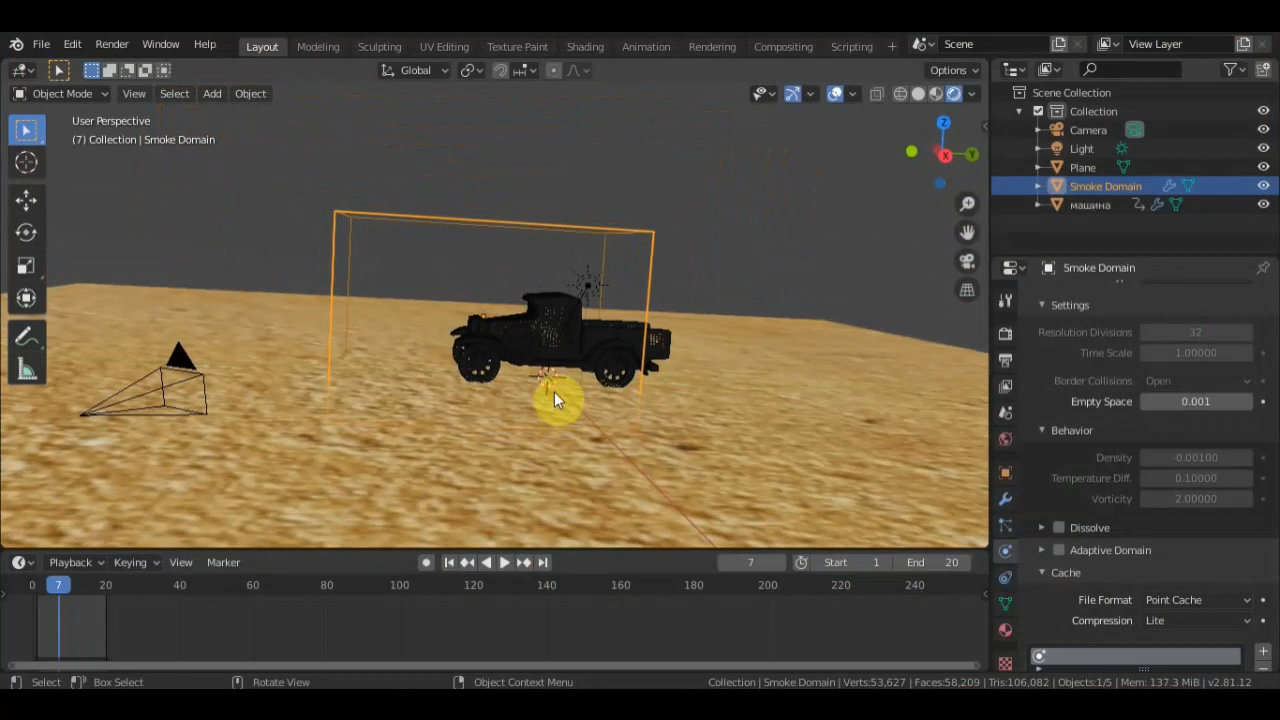 File Edit Render Window Help Layout Modeling Sculpting UV Editing Texture Paint Shading Animation Rendering Compositing Scripting + Scene View Layer
Global Options
Object Mode View Select Add Object
User Perspective
(7) Collection | Smoke Domain
Z
X
Y
Scene Collection
Collection
Camera
Light
Plane
Smoke Domain
машина
Smoke Domain
Settings
Resolution Divisions 32
Time Scale 1.00000
Border Collisions Open
Empty Space 0.001
Behavior
Density -0.00100
Temperature Diff. 0.10000
Vorticity 2.00000
Dissolve
Adaptive Domain
Cache
File Format Point Cache
Compression Lite
Playback Keying View Marker 7 Start 1 End 20
0 7 20 40 60 80 100 120 140 160 180 200 220 240
Select Box Select Rotate View Object Context Menu Collection | Smoke Domain | Verts:53,627 | Faces:58,209 | Tris:106,082 | Objects:1/5 | Mem: 137.3 MiB | v2.81.12